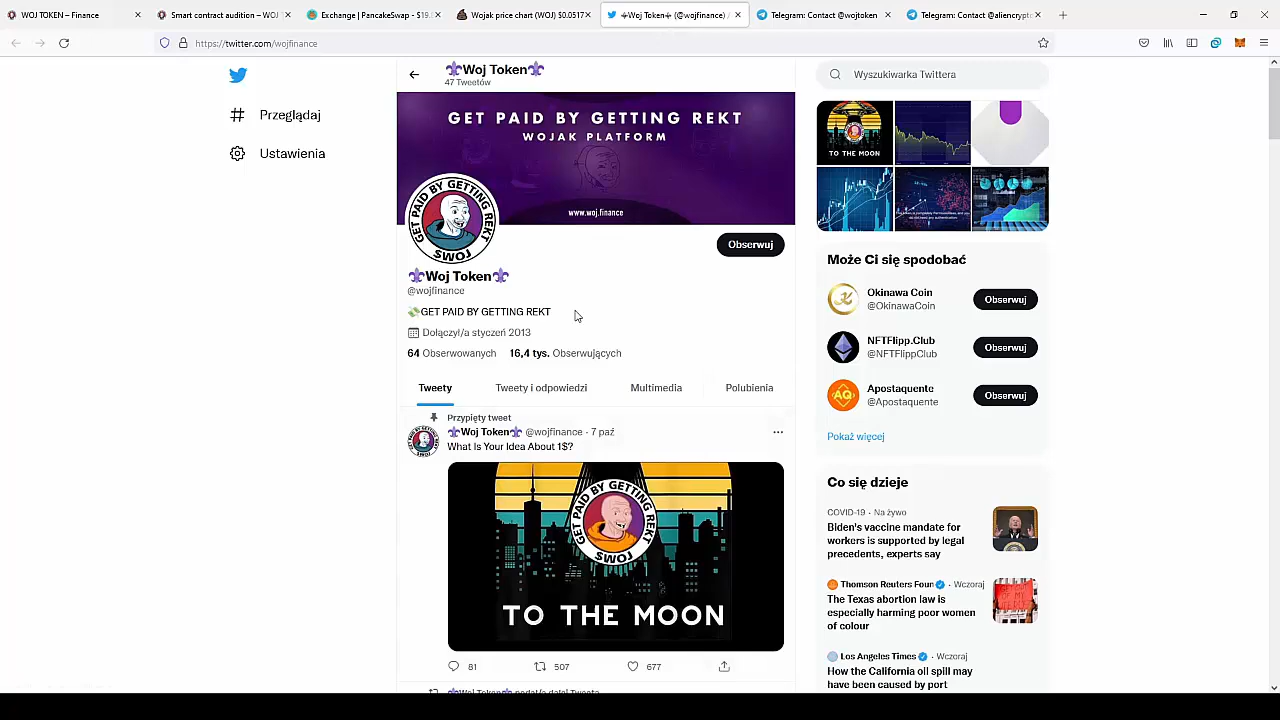 WOJ TOKEN – Finance
Smart contract audition – WOJ T
Exchange | PancakeSwap - $19.
Wojak price chart (WOJ) $0.0517
⚜Woj Token⚜ (@wojfinance) /
Telegram: Contact @wojtoken
Telegram: Contact @aliencrypto
https://twitter.com/wojfinance
⚜Woj Token⚜
47 Tweetów
Wyszukiwarka Twittera
Przeglądaj
Ustawienia
GET PAID BY GETTING REKT
WOJAK PLATFORM
www.woj.finance
GET PAID BY GETTING REKT
$WOJ
TO THE MOON
Obserwuj
⚜Woj Token⚜
@wojfinance
💸GET PAID BY GETTING REKT
Dołączył/a styczeń 2013
64 Obserwowanych 16,4 tys. Obserwujących
Tweety
Tweety i odpowiedzi
Multimedia
Polubienia
Przypięty tweet
⚜Woj Token⚜ @wojfinance · 7 paź
What Is Your Idea About 1$?
GET PAID BY GETTING REKT
$WOJ
TO THE MOON
81
507
677
⚜Woj Token⚜ podał/a dalej Tweeta
Może Ci się spodobać
Okinawa Coin
@OkinawaCoin
Obserwuj
NFTFlipp.Club
@NFTFlippClub
Obserwuj
Apostaquente
@Apostaquente
Obserwuj
Pokaż więcej
Co się dzieje
COVID-19 · Na żywo
Biden's vaccine mandate for
workers is supported by legal
precedents, experts say
Thomson Reuters Foun · Wczoraj
The Texas abortion law is
especially harming poor women
of colour
Los Angeles Times · Wczoraj
How the California oil spill may
have been caused by port